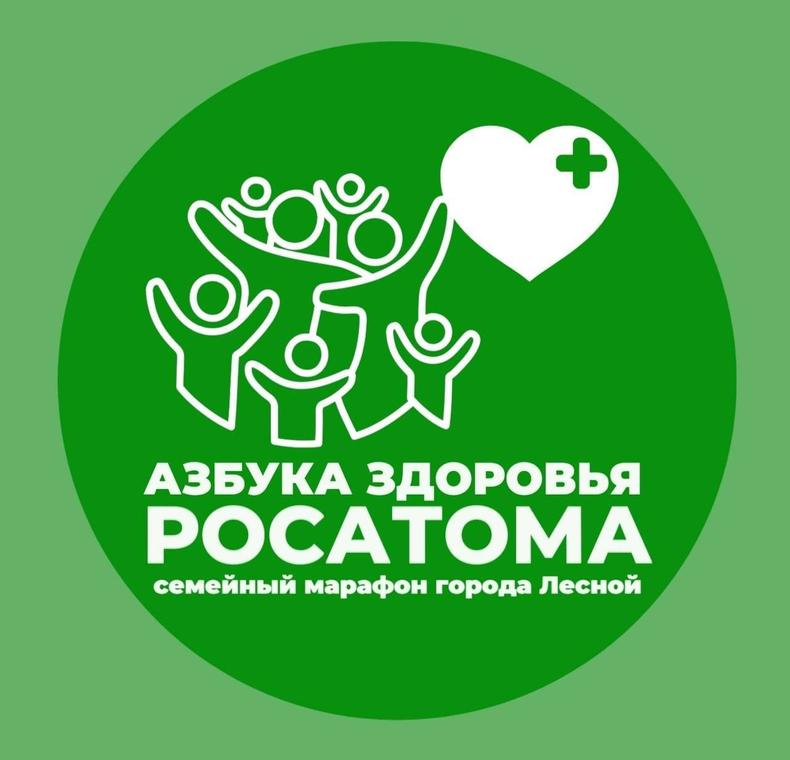 АЗБУКА ЗДОРОВЬЯ
РОСАТОМА
семейный марафон города Лесной